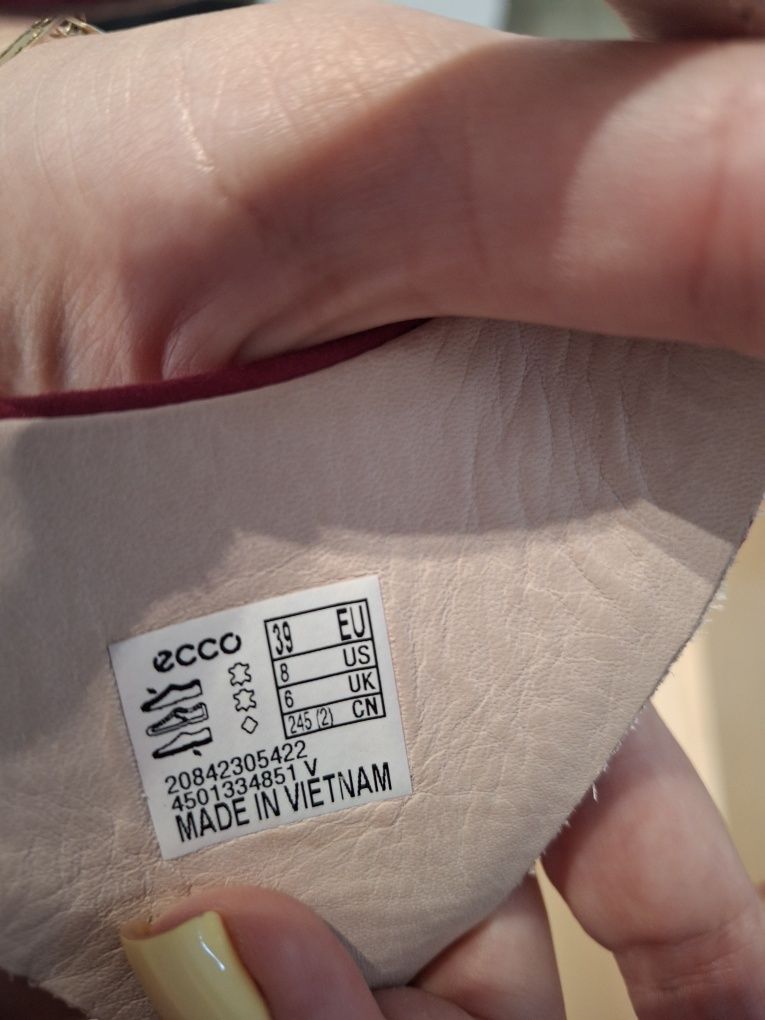 ecco
39 EU
8 US
6 UK
245 (2) CN
20842305422
4501334851 V
MADE IN VIETNAM